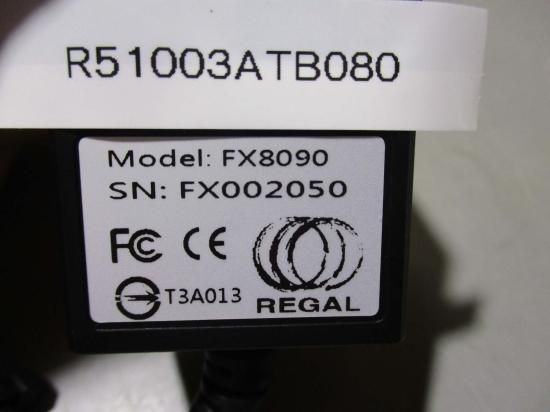 R51003ATB080
Model: FX8090
SN: FX002050
FC CE
T3A013
REGAL